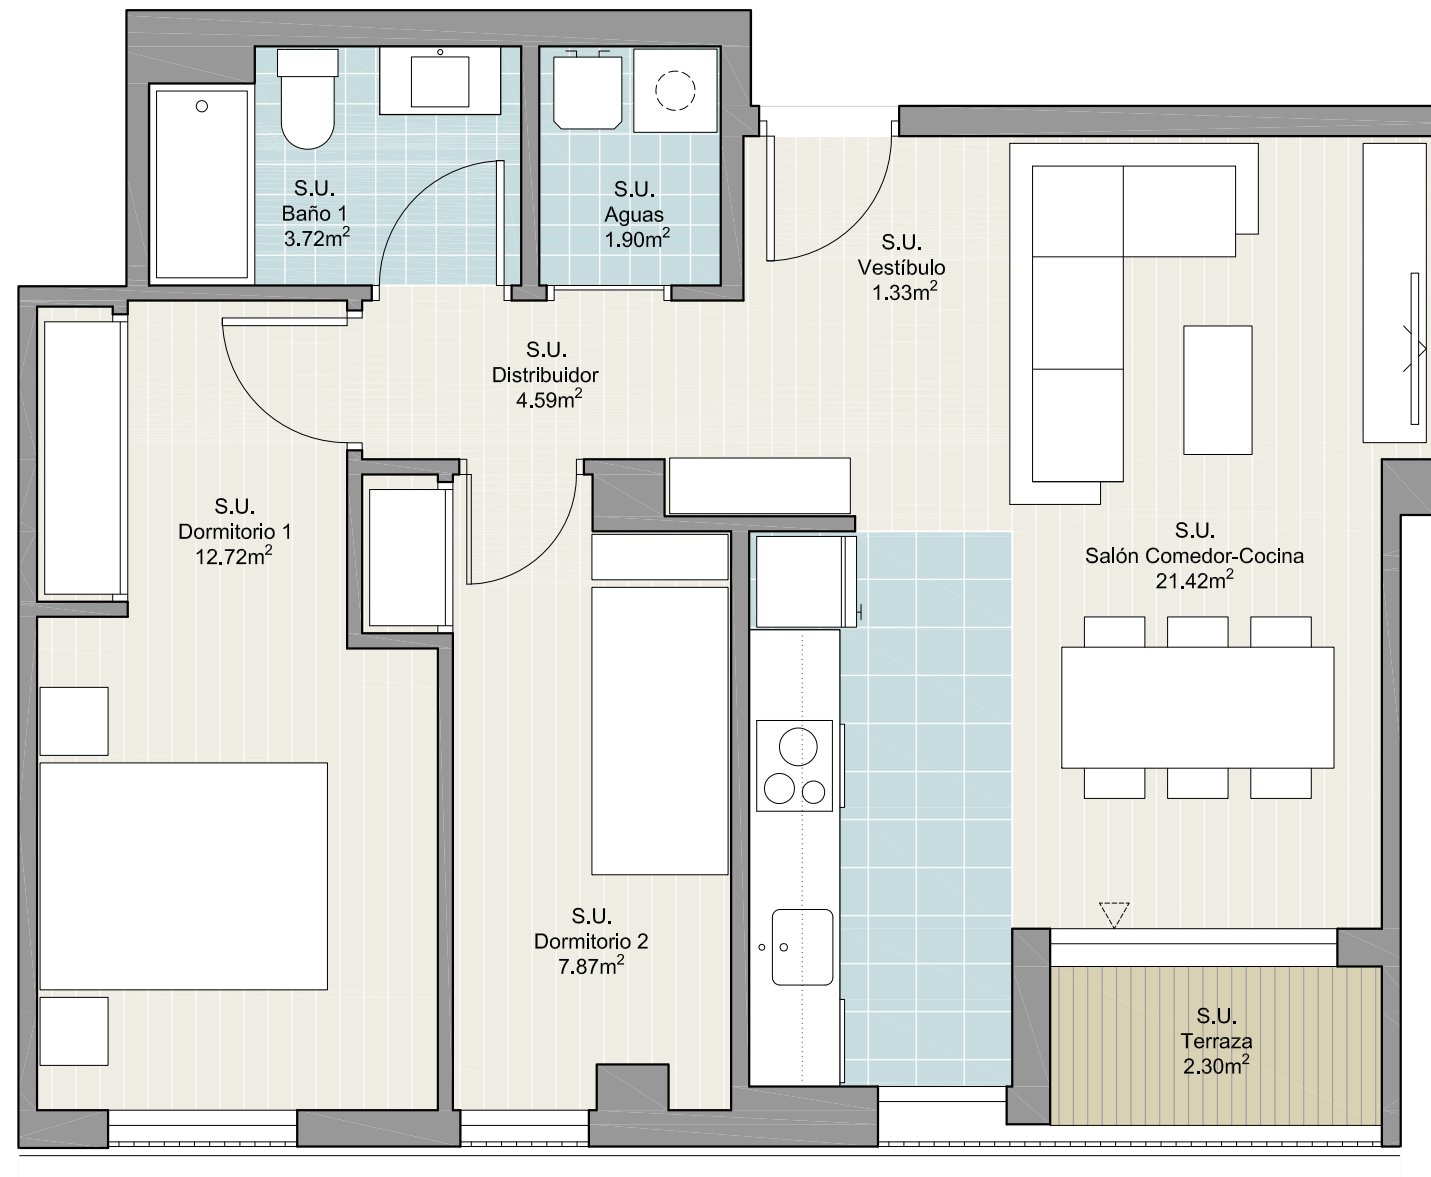 S.U.
Baño 1
3.72m²
S.U.
Aguas
1.90m²
S.U.
Vestíbulo
1.33m²
S.U.
Distribuidor
4.59m²
S.U.
Dormitorio 1
12.72m²
S.U.
Salón Comedor-Cocina
21.42m²
S.U.
Dormitorio 2
7.87m²
S.U.
Terraza
2.30m²